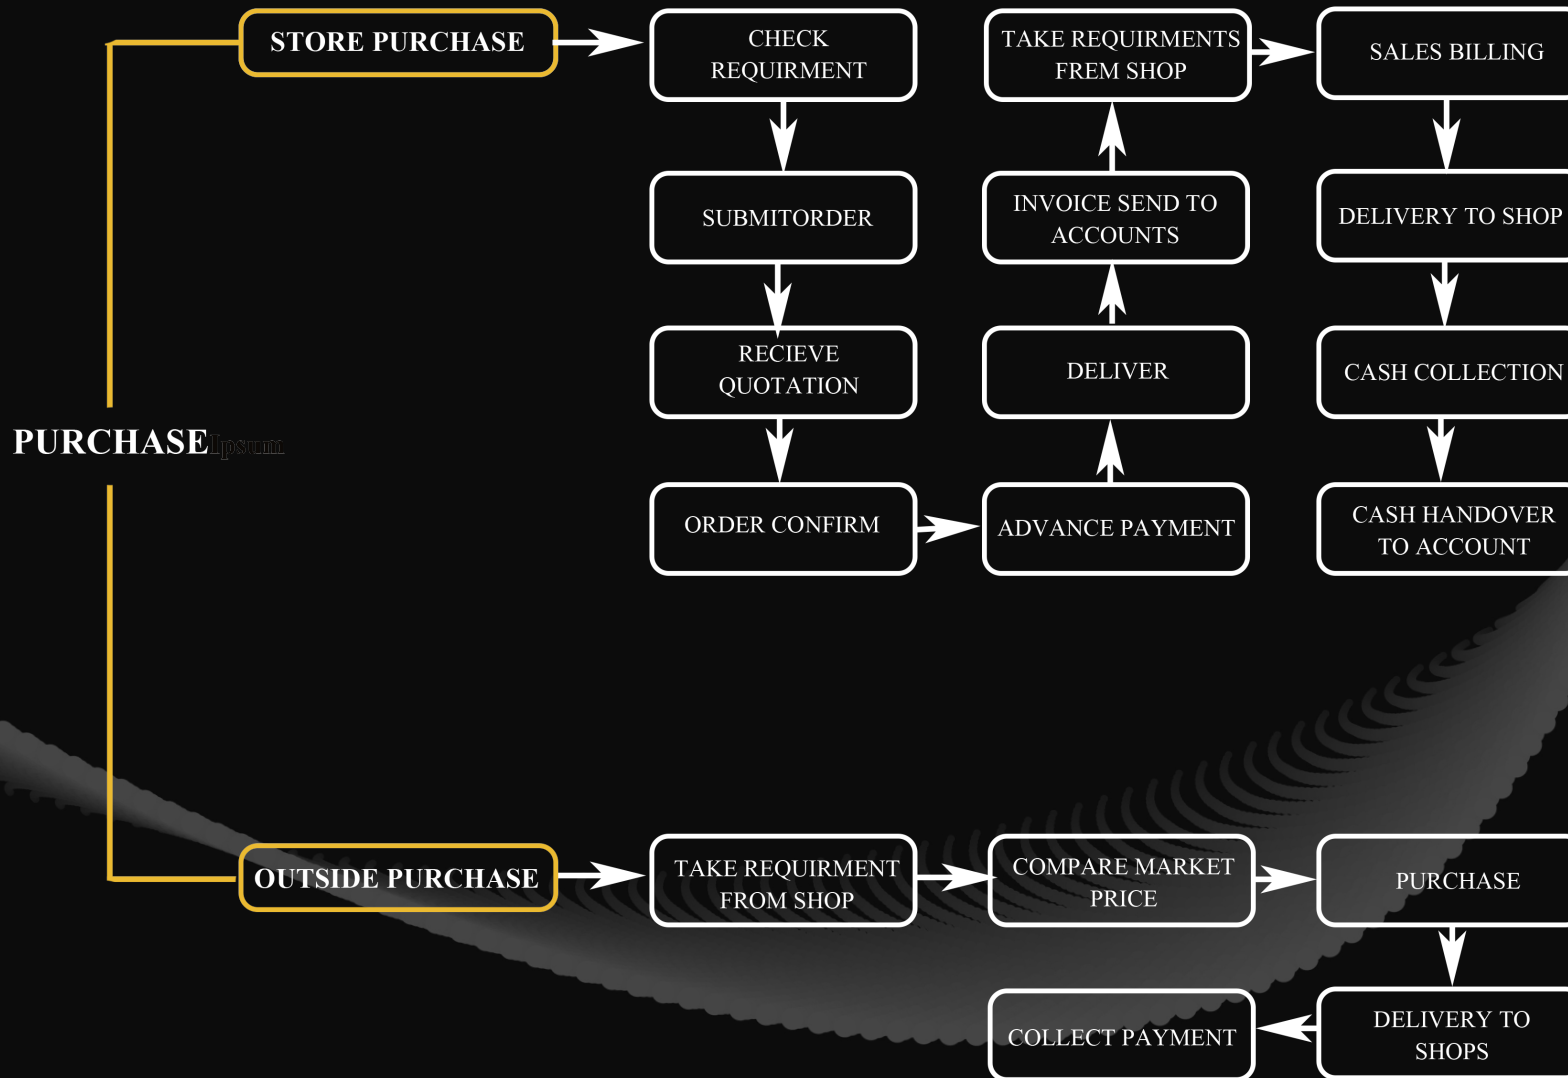 STORE PURCHASE
CHECK
REQUIRMENT
SUBMITORDER
RECIEVE
QUOTATION
ORDER CONFIRM
ADVANCE PAYMENT
DELIVER
INVOICE SEND TO
ACCOUNTS
TAKE REQUIRMENTS
FREM SHOP
SALES BILLING
DELIVERY TO SHOP
CASH COLLECTION
CASH HANDOVER
TO ACCOUNT
PURCHASE Ipsum
OUTSIDE PURCHASE
TAKE REQUIRMENT
FROM SHOP
COMPARE MARKET
PRICE
PURCHASE
DELIVERY TO
SHOPS
COLLECT PAYMENT